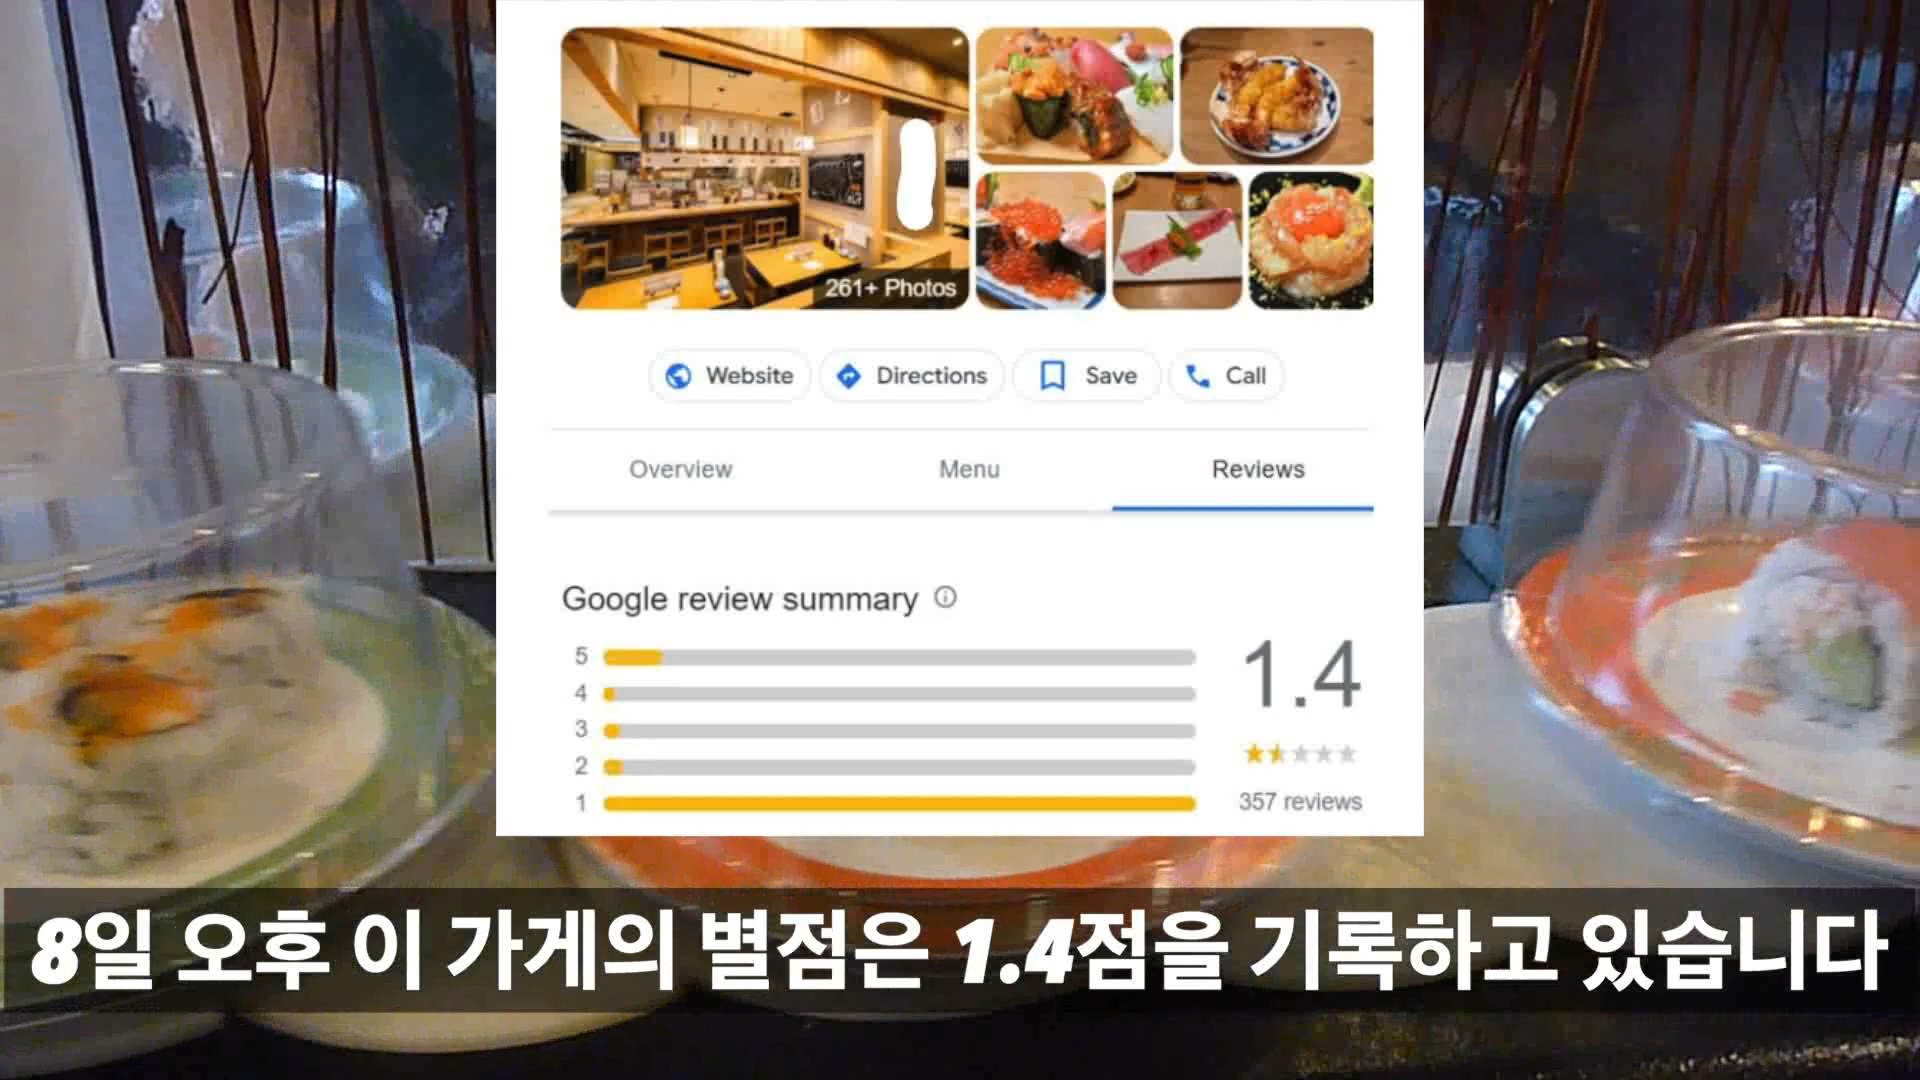 261+ Photos
Website
Directions
Save
Call
Overview
Menu
Reviews
Google review summary
5
4
3
2
1
1.4
357 reviews
8일 오후 이 가게의 별점은 1.4점을 기록하고 있습니다